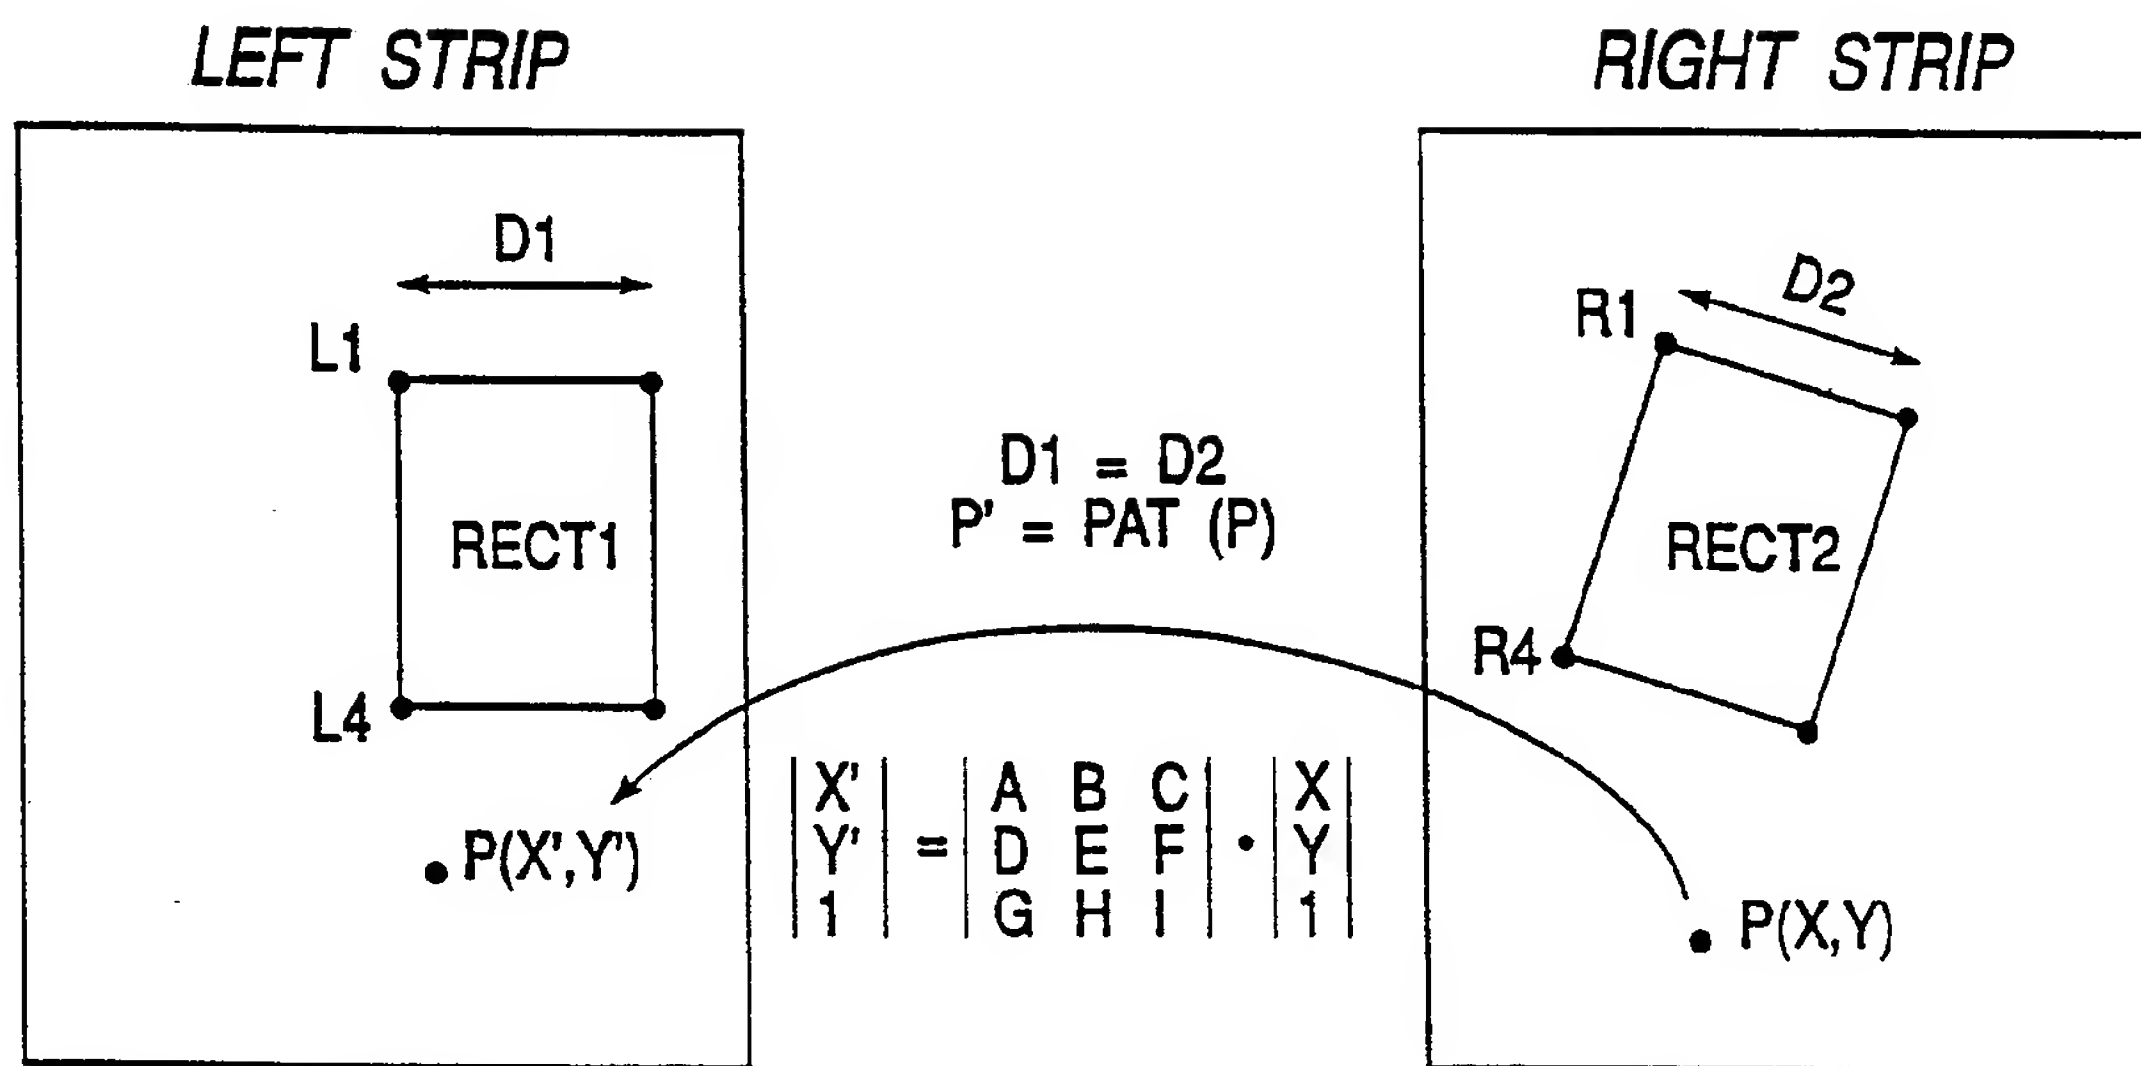 LEFT STRIP
RIGHT STRIP
D1
L1
RECT1
L4
P(X',Y')
D1 = D2
P' = PAT (P)
|X'| |A B C| |X|
|Y'| = |D E F| • |Y|
|1| |G H I| |1|
D2
R1
RECT2
R4
P(X,Y)